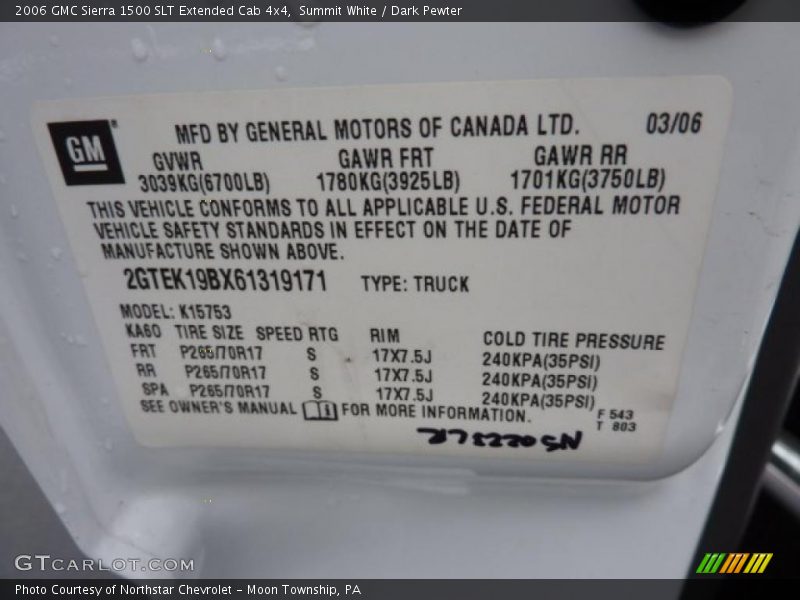 2006 GMC Sierra 1500 SLT Extended Cab 4x4, Summit White / Dark Pewter
GM®
MFD BY GENERAL MOTORS OF CANADA LTD. 03/06
GVWR GAWR FRT GAWR RR
3039KG(6700LB) 1780KG(3925LB) 1701KG(3750LB)
THIS VEHICLE CONFORMS TO ALL APPLICABLE U.S. FEDERAL MOTOR
VEHICLE SAFETY STANDARDS IN EFFECT ON THE DATE OF
MANUFACTURE SHOWN ABOVE.
2GTEK19BX61319171 TYPE: TRUCK
MODEL: K15753
KA60 TIRE SIZE SPEED RTG RIM COLD TIRE PRESSURE
FRT P265/70R17 S 17X7.5J 240KPA(35PSI)
RR P265/70R17 S 17X7.5J 240KPA(35PSI)
SPA P265/70R17 S 17X7.5J 240KPA(35PSI)
SEE OWNER'S MANUAL FOR MORE INFORMATION.
F 543
T 803
GTCARLOT.COM
Photo Courtesy of Northstar Chevrolet - Moon Township, PA